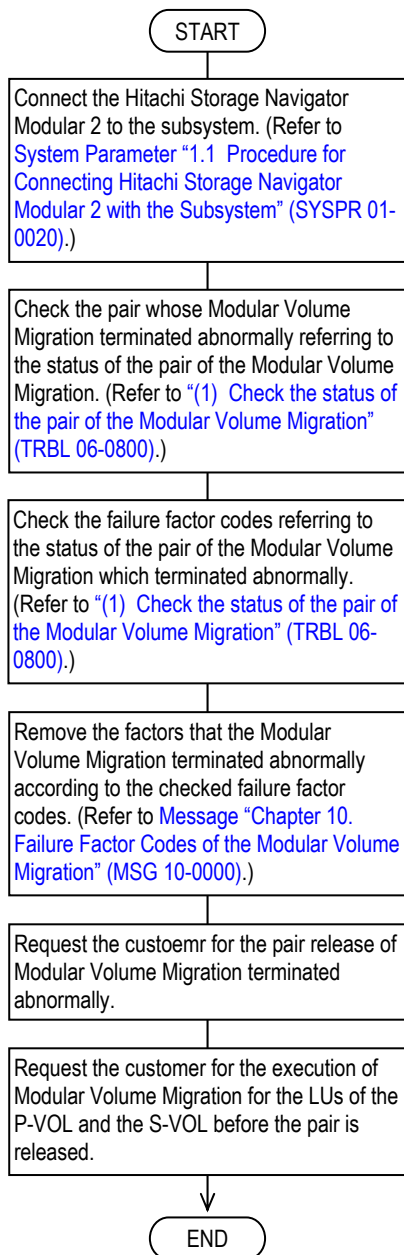 START
Connect the Hitachi Storage Navigator
Modular 2 to the subsystem. (Refer to
System Parameter “1.1  Procedure for
Connecting Hitachi Storage Navigator
Modular 2 with the Subsystem” (SYSPR 01-
0020).)
Check the pair whose Modular Volume
Migration terminated abnormally referring to
the status of the pair of the Modular Volume
Migration. (Refer to “(1)  Check the status of
the pair of the Modular Volume Migration”
(TRBL 06-0800).)
Check the failure factor codes referring to
the status of the pair of the Modular Volume
Migration which terminated abnormally.
(Refer to “(1)  Check the status of the pair of
the Modular Volume Migration” (TRBL 06-
0800).)
Remove the factors that the Modular
Volume Migration terminated abnormally
according to the checked failure factor
codes. (Refer to Message “Chapter 10.
Failure Factor Codes of the Modular Volume
Migration” (MSG 10-0000).)
Request the custoemr for the pair release of
Modular Volume Migration terminated
abnormally.
Request the customer for the execution of
Modular Volume Migration for the LUs of the
P-VOL and the S-VOL before the pair is
released.
END